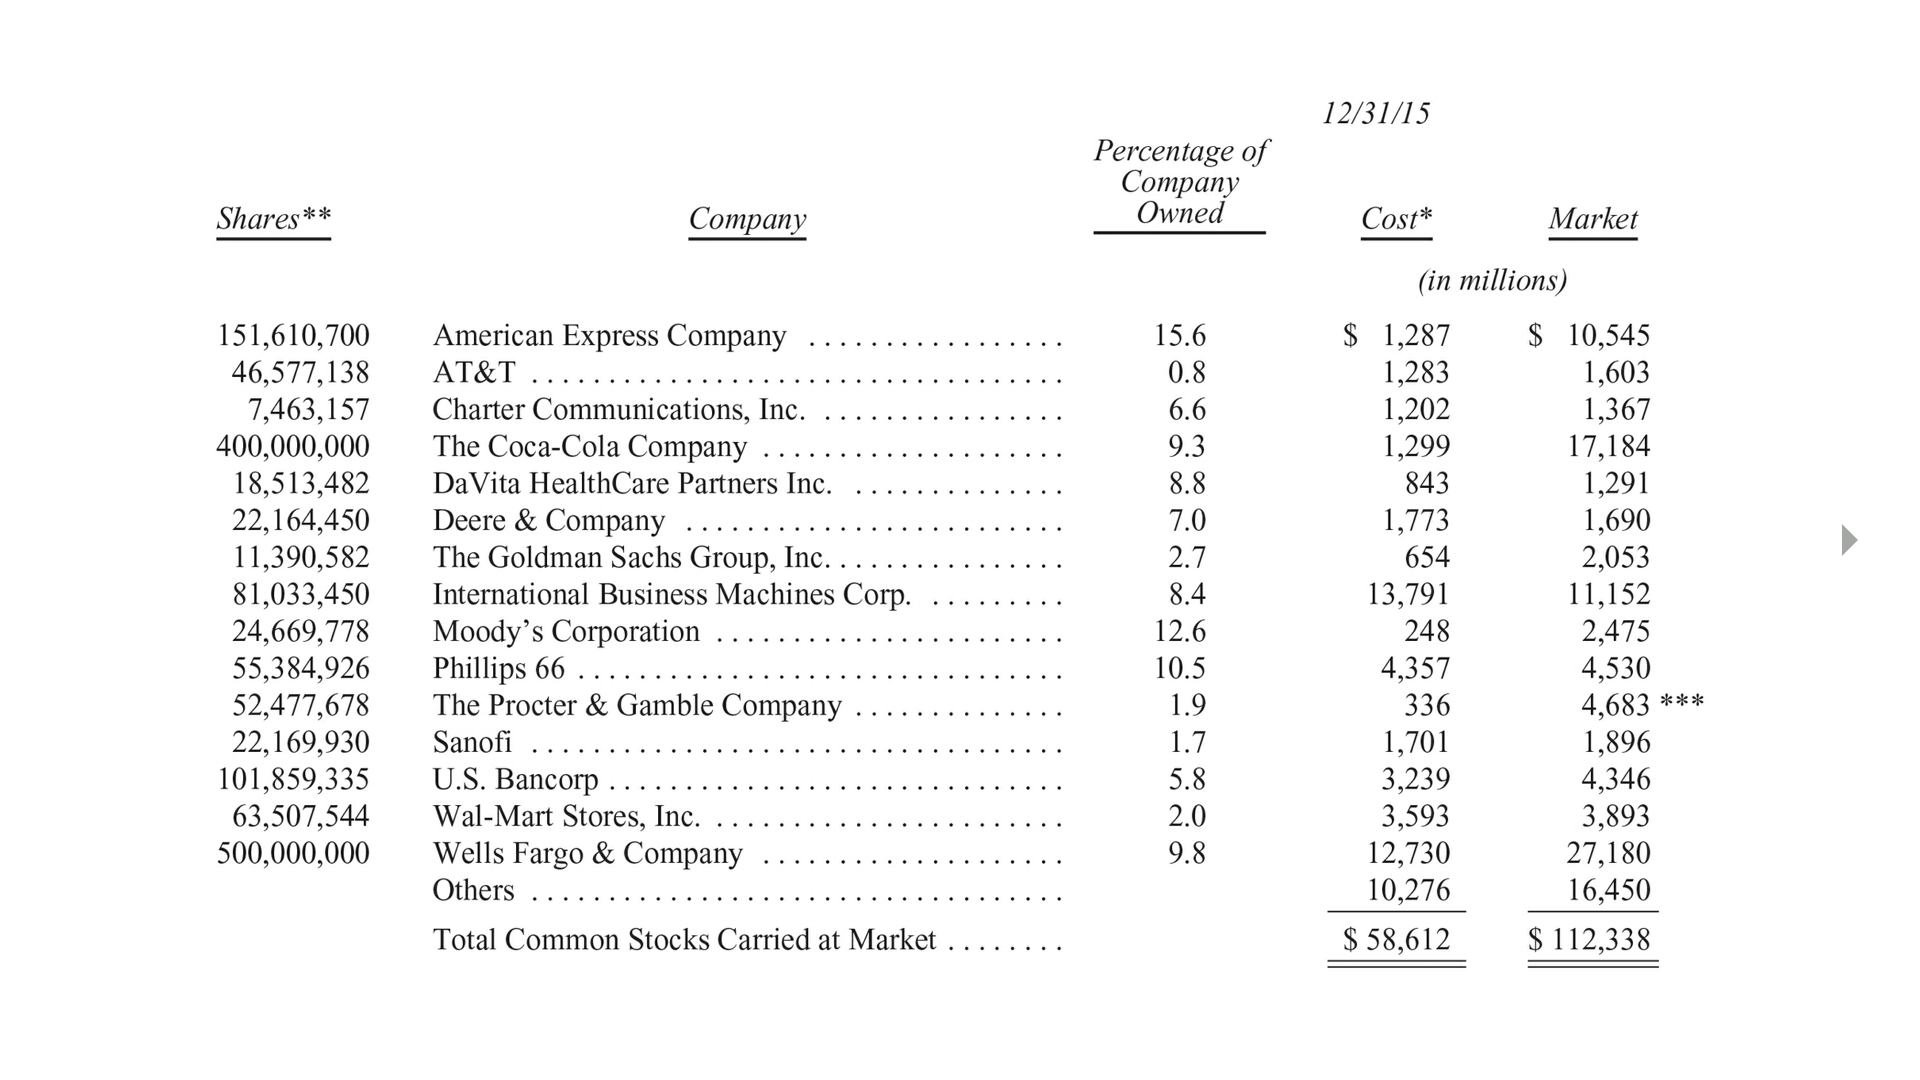 12/31/15
Percentage of
Company
Owned
Shares** Company Cost* Market
(in millions)
151,610,700 American Express Company .................. 15.6 $ 1,287 $ 10,545
46,577,138 AT&T ................................... 0.8 1,283 1,603
7,463,157 Charter Communications, Inc. ................ 6.6 1,202 1,367
400,000,000 The Coca-Cola Company .................... 9.3 1,299 17,184
18,513,482 DaVita HealthCare Partners Inc. .............. 8.8 843 1,291
22,164,450 Deere & Company ......................... 7.0 1,773 1,690
11,390,582 The Goldman Sachs Group, Inc. ............... 2.7 654 2,053
81,033,450 International Business Machines Corp. ......... 8.4 13,791 11,152
24,669,778 Moody’s Corporation ....................... 12.6 248 2,475
55,384,926 Phillips 66 ................................ 10.5 4,357 4,530
52,477,678 The Procter & Gamble Company .............. 1.9 336 4,683 ***
22,169,930 Sanofi ................................... 1.7 1,701 1,896
101,859,335 U.S. Bancorp .............................. 5.8 3,239 4,346
63,507,544 Wal-Mart Stores, Inc. ....................... 2.0 3,593 3,893
500,000,000 Wells Fargo & Company .................... 9.8 12,730 27,180
Others ................................... 10,276 16,450
Total Common Stocks Carried at Market ........ $ 58,612 $ 112,338